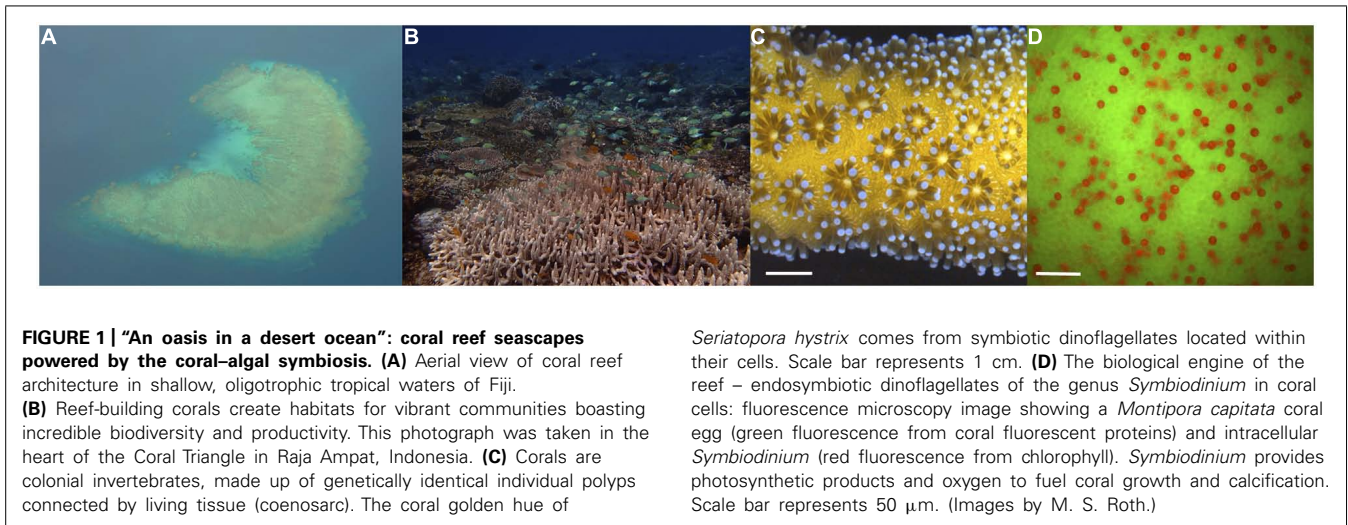 A
B
C
D
FIGURE 1 | “An oasis in a desert ocean”: coral reef seascapes
powered by the coral–algal symbiosis. (A) Aerial view of coral reef
architecture in shallow, oligotrophic tropical waters of Fiji.
(B) Reef-building corals create habitats for vibrant communities boasting
incredible biodiversity and productivity. This photograph was taken in the
heart of the Coral Triangle in Raja Ampat, Indonesia. (C) Corals are
colonial invertebrates, made up of genetically identical individual polyps
connected by living tissue (coenosarc). The coral golden hue of
Seriatopora hystrix comes from symbiotic dinoflagellates located within
their cells. Scale bar represents 1 cm. (D) The biological engine of the
reef – endosymbiotic dinoflagellates of the genus Symbiodinium in coral
cells: fluorescence microscopy image showing a Montipora capitata coral
egg (green fluorescence from coral fluorescent proteins) and intracellular
Symbiodinium (red fluorescence from chlorophyll). Symbiodinium provides
photosynthetic products and oxygen to fuel coral growth and calcification.
Scale bar represents 50 μm. (Images by M. S. Roth.)